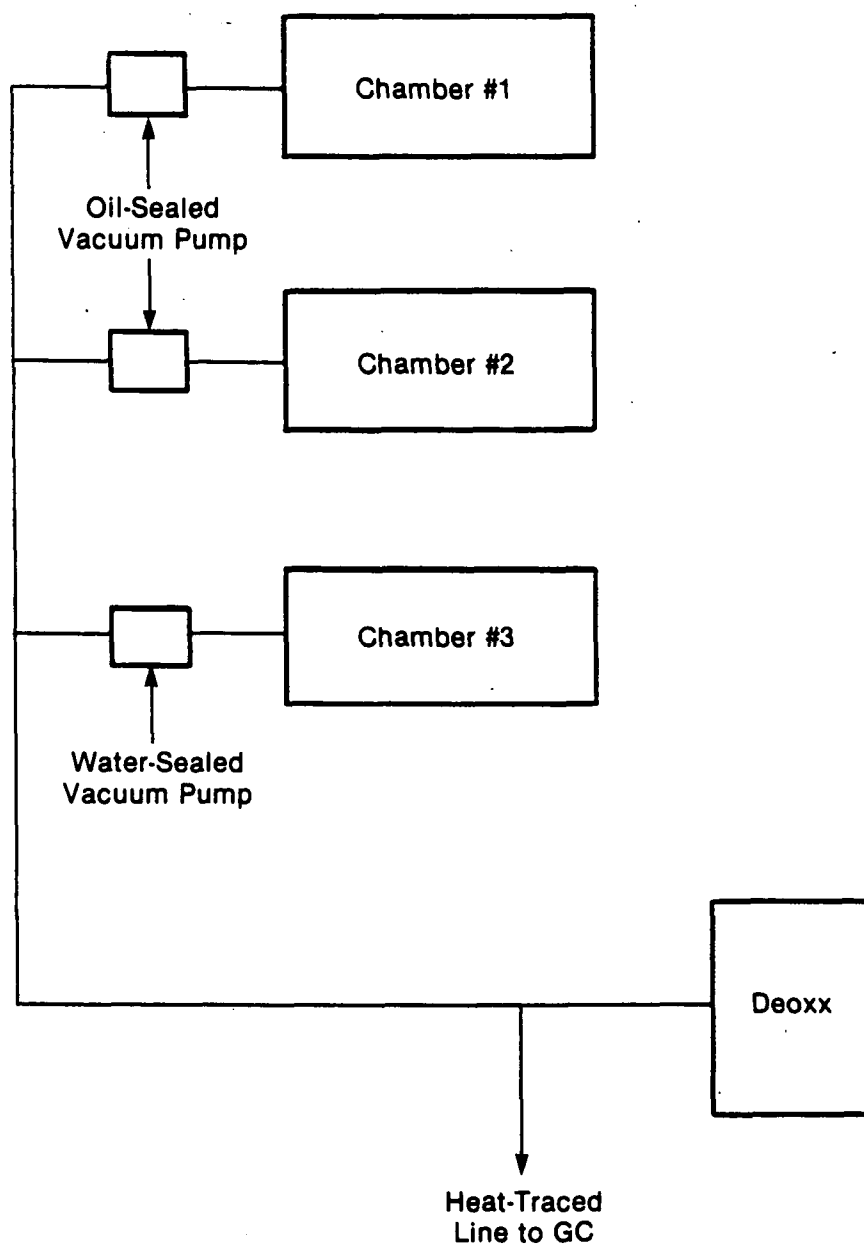 Chamber #1
Oil-Sealed
Vacuum Pump
Chamber #2
Chamber #3
Water-Sealed
Vacuum Pump
Deoxx
Heat-Traced
Line to GC